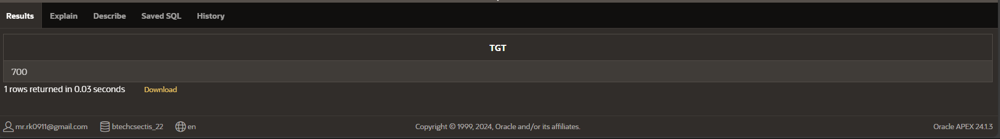 Results Explain Describe Saved SQL History
TGT
700
1 rows returned in 0.03 seconds Download
mr.rk0911@gmail.com btechcsectis_22 en Copyright © 1999, 2024, Oracle and/or its affiliates. Oracle APEX 24.1.3